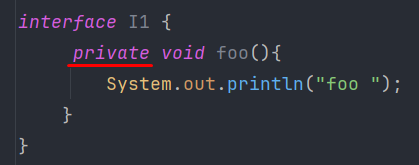 interface I1 {
private void foo(){
System.out.println("foo ");
}
}